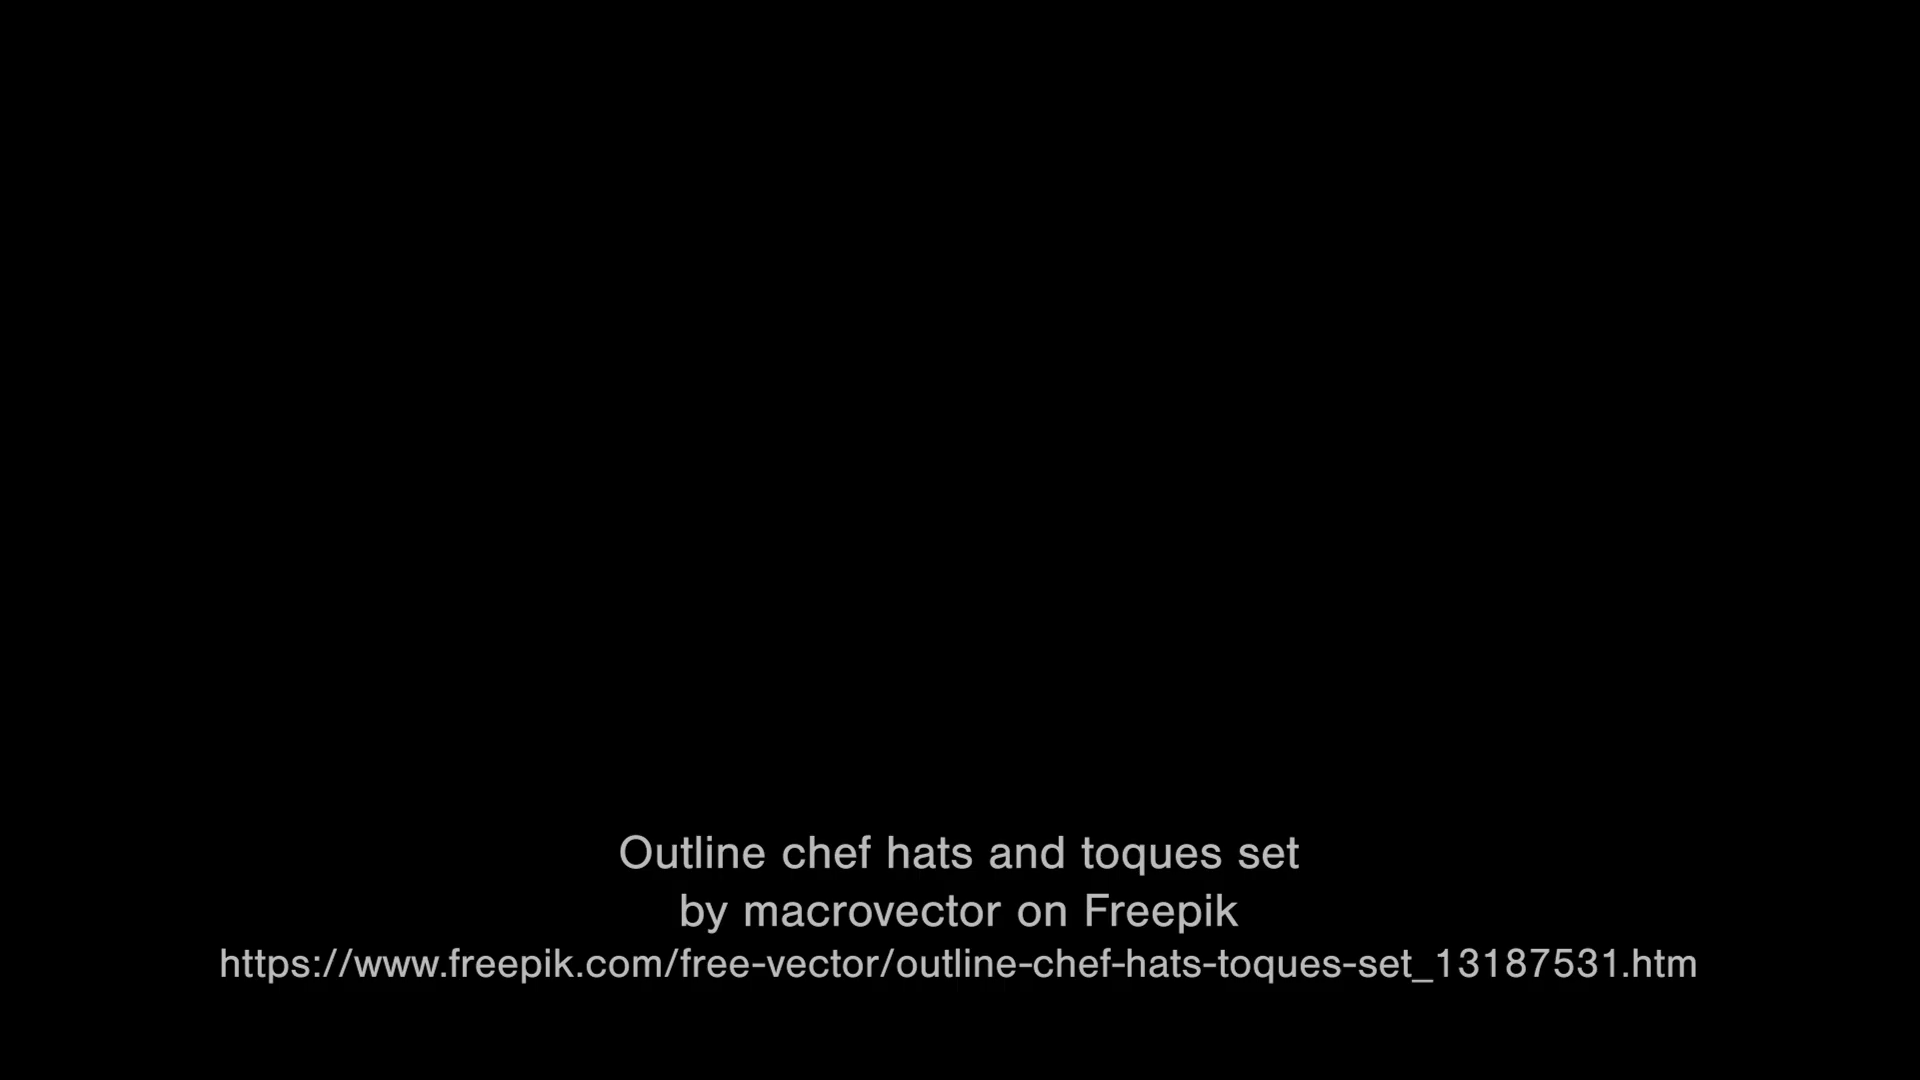 Outline chef hats and toques set
by macrovector on Freepik
https://www.freepik.com/free-vector/outline-chef-hats-toques-set_13187531.htm